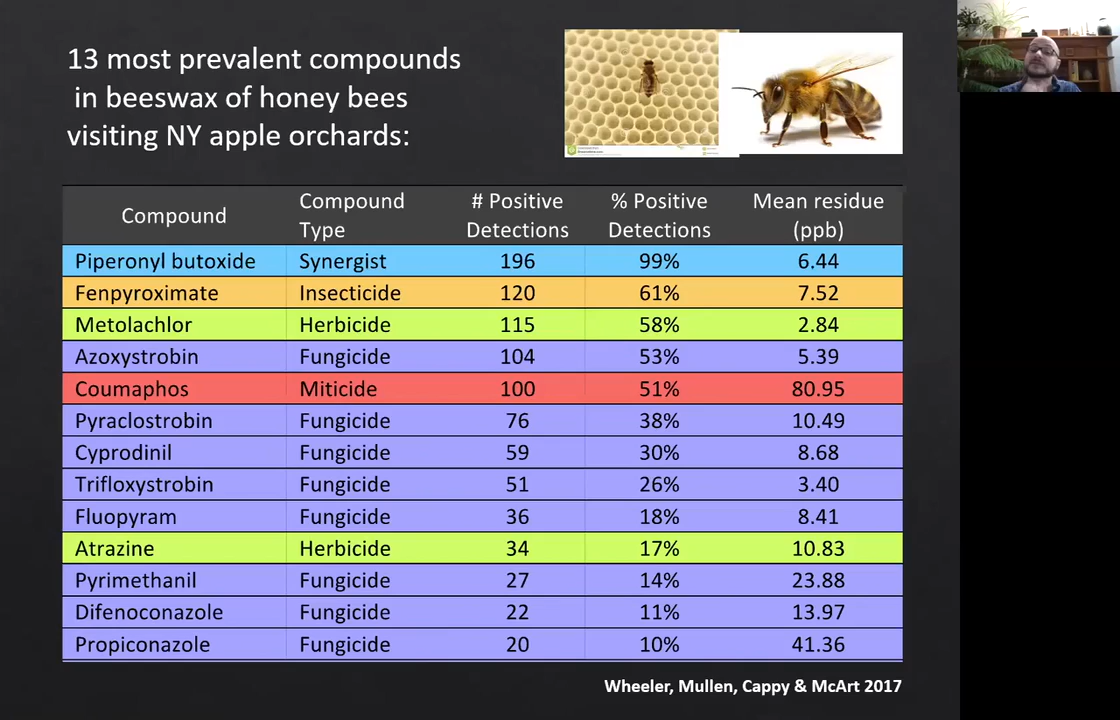 13 most prevalent compounds
in beeswax of honey bees
visiting NY apple orchards:
Compound Compound Type # Positive Detections % Positive Detections Mean residue (ppb)
Piperonyl butoxide Synergist 196 99% 6.44
Fenpyroximate Insecticide 120 61% 7.52
Metolachlor Herbicide 115 58% 2.84
Azoxystrobin Fungicide 104 53% 5.39
Coumaphos Miticide 100 51% 80.95
Pyraclostrobin Fungicide 76 38% 10.49
Cyprodinil Fungicide 59 30% 8.68
Trifloxystrobin Fungicide 51 26% 3.40
Fluopyram Fungicide 36 18% 8.41
Atrazine Herbicide 34 17% 10.83
Pyrimethanil Fungicide 27 14% 23.88
Difenoconazole Fungicide 22 11% 13.97
Propiconazole Fungicide 20 10% 41.36
Wheeler, Mullen, Cappy & McArt 2017